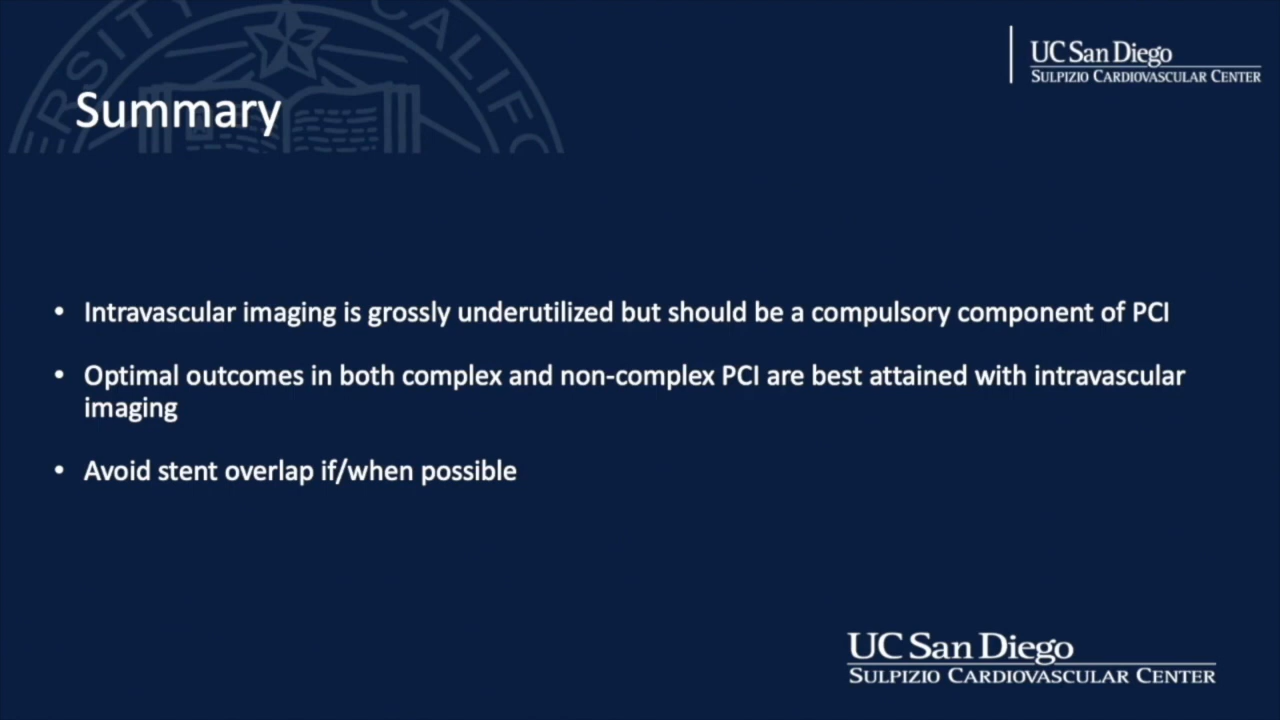 UC San Diego
SULPIZIO CARDIOVASCULAR CENTER
ERSITY
CALIFO
Summary
• Intravascular imaging is grossly underutilized but should be a compulsory component of PCI
• Optimal outcomes in both complex and non-complex PCI are best attained with intravascular
imaging
• Avoid stent overlap if/when possible
UC San Diego
SULPIZIO CARDIOVASCULAR CENTER